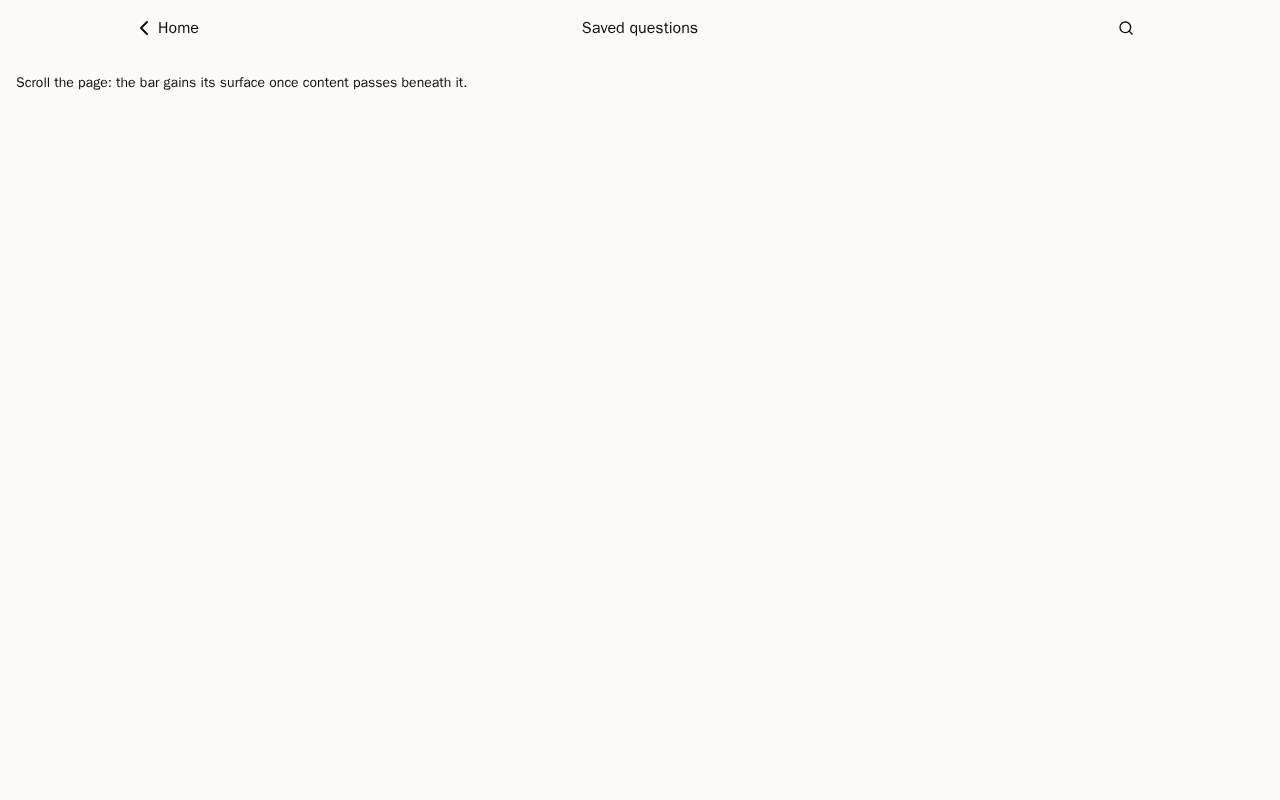 Home
Saved questions
Scroll the page: the bar gains its surface once content passes beneath it.